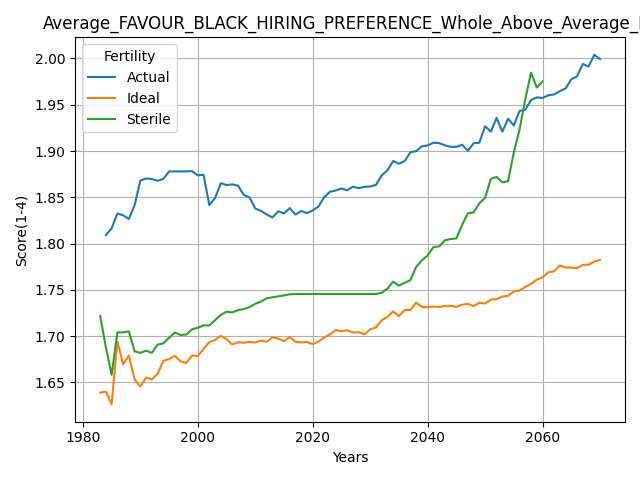 Average_FAVOUR_BLACK_HIRING_PREFERENCE_Whole_Above_Average_
Fertility
Actual
Ideal
Sterile
Score(1-4)
2.00
1.95
1.90
1.85
1.80
1.75
1.70
1.65
1980
2000
2020
2040
2060
Years